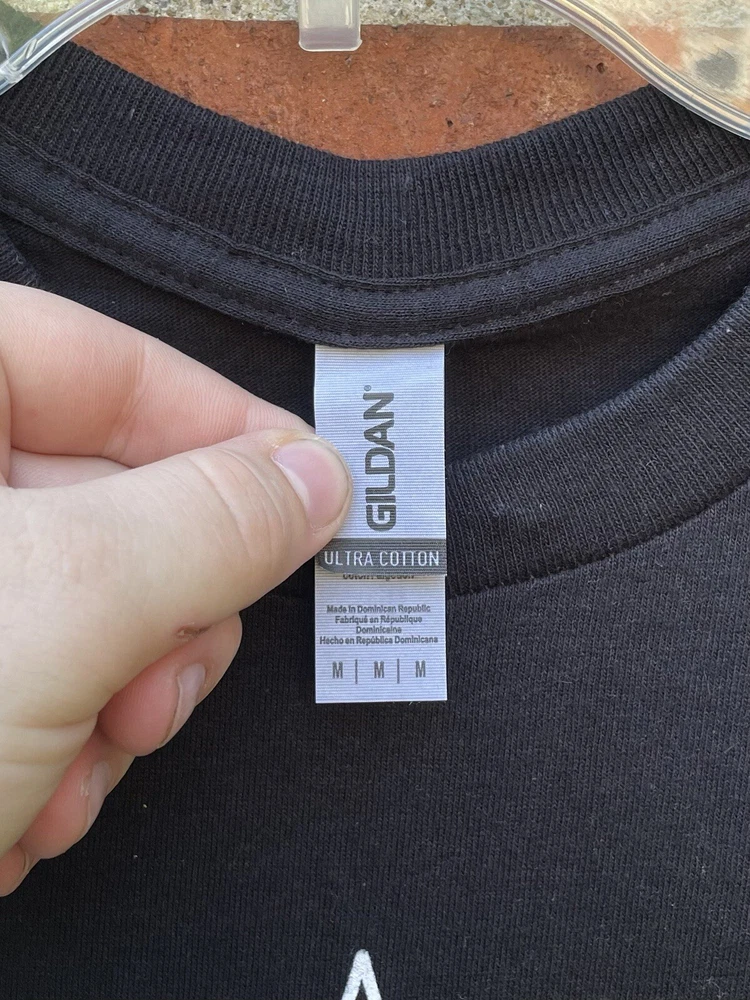 GILDAN®
ULTRA COTTON
Made in Dominican Republic
Fabriqué en République
Dominicaine
Hecho en República Dominicana
M | M | M
A